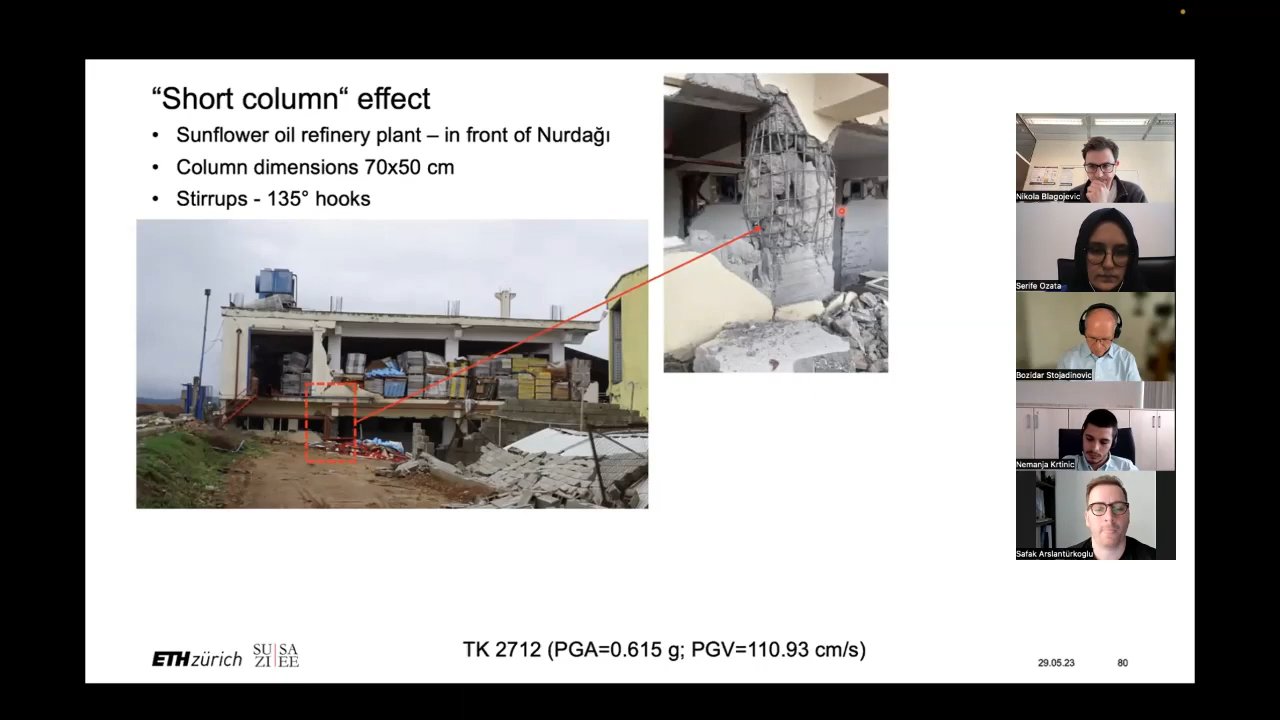 “Short column“ effect
• Sunflower oil refinery plant – in front of Nurdağı
• Column dimensions 70x50 cm
• Stirrups - 135° hooks
Nikola Blagojevic
Serife Ozata
Bozidar Stojadinovic
Nemanja Krtinic
Safak Arslantürkoglu
TK 2712 (PGA=0.615 g; PGV=110.93 cm/s)
ETH zürich
SU|SA
ZI|EE
29.05.23
80